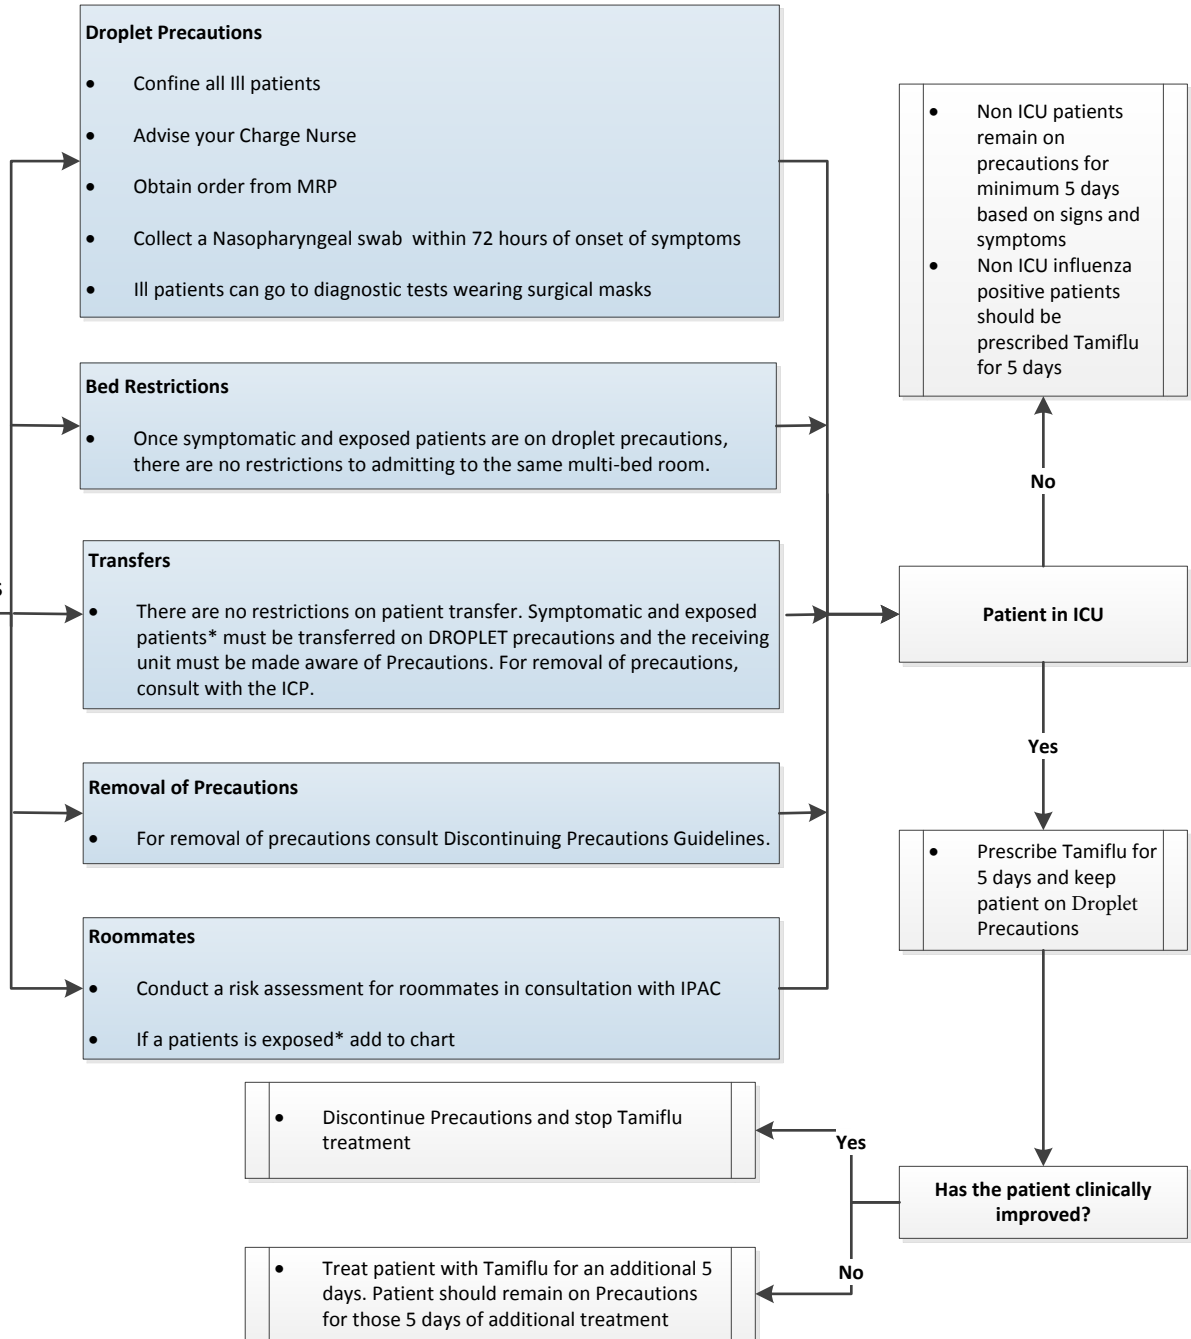 Droplet Precautions
• Confine all Ill patients
• Advise your Charge Nurse
• Obtain order from MRP
• Collect a Nasopharyngeal swab within 72 hours of onset of symptoms
• Ill patients can go to diagnostic tests wearing surgical masks
Bed Restrictions
• Once symptomatic and exposed patients are on droplet precautions,
there are no restrictions to admitting to the same multi-bed room.
Transfers
• There are no restrictions on patient transfer. Symptomatic and exposed
patients* must be transferred on DROPLET precautions and the receiving
unit must be made aware of Precautions. For removal of precautions,
consult with the ICP.
Removal of Precautions
• For removal of precautions consult Discontinuing Precautions Guidelines.
Roommates
• Conduct a risk assessment for roommates in consultation with IPAC
• If a patients is exposed* add to chart
• Non ICU patients
remain on
precautions for
minimum 5 days
based on signs and
symptoms
• Non ICU influenza
positive patients
should be
prescribed Tamiflu
for 5 days
No
Patient in ICU
Yes
• Prescribe Tamiflu for
5 days and keep
patient on Droplet
Precautions
Has the patient clinically
improved?
Yes
• Discontinue Precautions and stop Tamiflu
treatment
No
• Treat patient with Tamiflu for an additional 5
days. Patient should remain on Precautions
for those 5 days of additional treatment